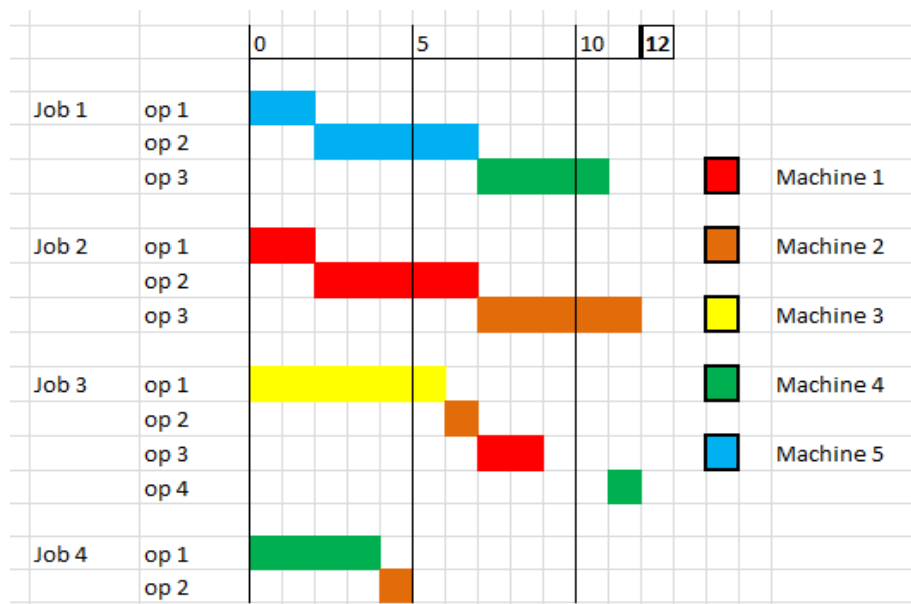 0 5 10 12
Job 1 op 1
op 2
op 3 Machine 1
Job 2 op 1 Machine 2
op 2
op 3 Machine 3
Job 3 op 1 Machine 4
op 2
op 3 Machine 5
op 4
Job 4 op 1
op 2